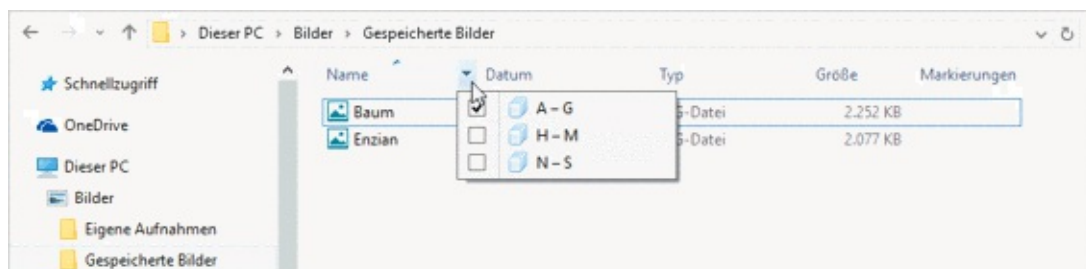 Dieser PC > Bilder > Gespeicherte Bilder
Schnellzugriff
OneDrive
Dieser PC
Bilder
Eigene Aufnahmen
Gespeicherte Bilder
Name Datum Typ Größe Markierungen
Baum G-Datei 2.252 KB
Enzian G-Datei 2.077 KB
A – G
H – M
N – S